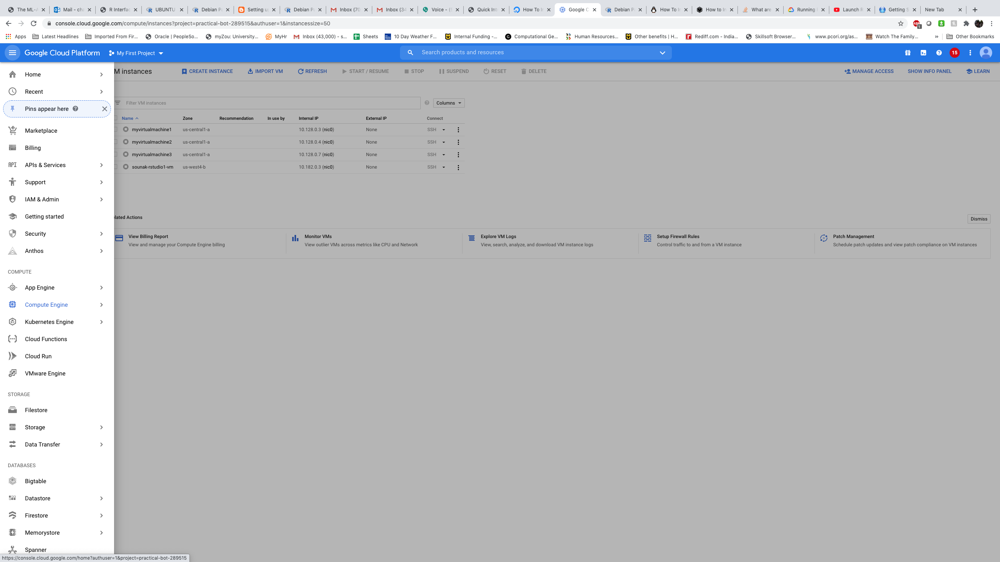 The ML-A Mail - cha R Interfac UBUNTU Debian Pa Setting u Debian Pa Inbox (70 Inbox (34 Voice - ( Quick Int How To In Google C Debian P How To In How to In What are Running Launch R Getting S New Tab
console.cloud.google.com/compute/instances?project=practical-bot-289515&authuser=1&instancessize=50
ABP 1
Apps Latest Headlines Imported From Fir... Oracle | PeopleSo... myZou: University... MyHr Inbox (43,000) - s... Sheets 10 Day Weather F... Internal Funding -... Computational Ge... Human Resources... Other benefits | H... Rediff.com - India... Skillsoft Browser... www.pcori.org/as... Watch The Family... » Other Bookmarks
Google Cloud Platform My First Project Search products and resources 15
Home
Recent
Pins appear here
Marketplace
Billing
API APIs & Services
Support
IAM & Admin
Getting started
Security
Anthos
COMPUTE
App Engine
Compute Engine
Kubernetes Engine
Cloud Functions
Cloud Run
VMware Engine
STORAGE
Filestore
Storage
Data Transfer
DATABASES
Bigtable
Datastore
Firestore
Memorystore
Spanner
https://console.cloud.google.com/home?authuser=1&project=practical-bot-289515
M instances CREATE INSTANCE IMPORT VM REFRESH START / RESUME STOP SUSPEND RESET DELETE MANAGE ACCESS SHOW INFO PANEL LEARN
Filter VM instances Columns
Name Zone Recommendation In use by Internal IP External IP Connect
myvirtualmachine1 us-central1-a 10.128.0.3 (nic0) None SSH
myvirtualmachine2 us-central1-a 10.128.0.4 (nic0) None SSH
myvirtualmachine3 us-central1-a 10.128.0.7 (nic0) None SSH
sounak-rstudio1-vm us-west4-b 10.182.0.3 (nic0) None SSH
elated Actions Dismiss
View Billing Report
View and manage your Compute Engine billing
Monitor VMs
View outlier VMs across metrics like CPU and Network
Explore VM Logs
View, search, analyze, and download VM instance logs
Setup Firewall Rules
Control traffic to and from a VM instance
Patch Management
Schedule patch updates and view patch compliance on VM instances